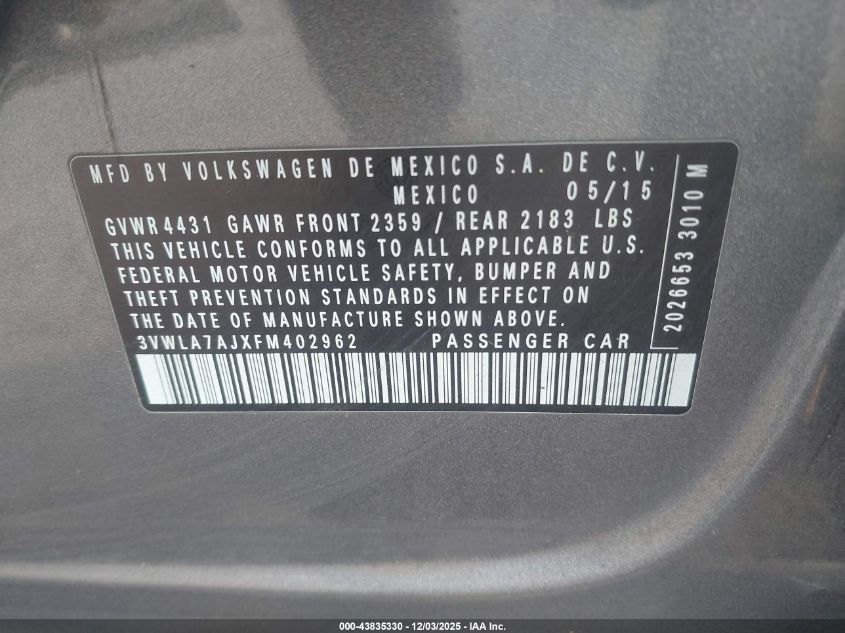 MFD BY VOLKSWAGEN DE MEXICO S.A. DE C.V.
MEXICO 05/15
GVWR4431 GAWR FRONT 2359 / REAR 2183 LBS
THIS VEHICLE CONFORMS TO ALL APPLICABLE U.S.
FEDERAL MOTOR VEHICLE SAFETY, BUMPER AND
THEFT PREVENTION STANDARDS IN EFFECT ON
THE DATE OF MANUFACTURE SHOWN ABOVE.
3VWLA7AJXFM402962 PASSENGER CAR
2026653 3010 M
000-43835330 - 12/03/2025 - IAA Inc.